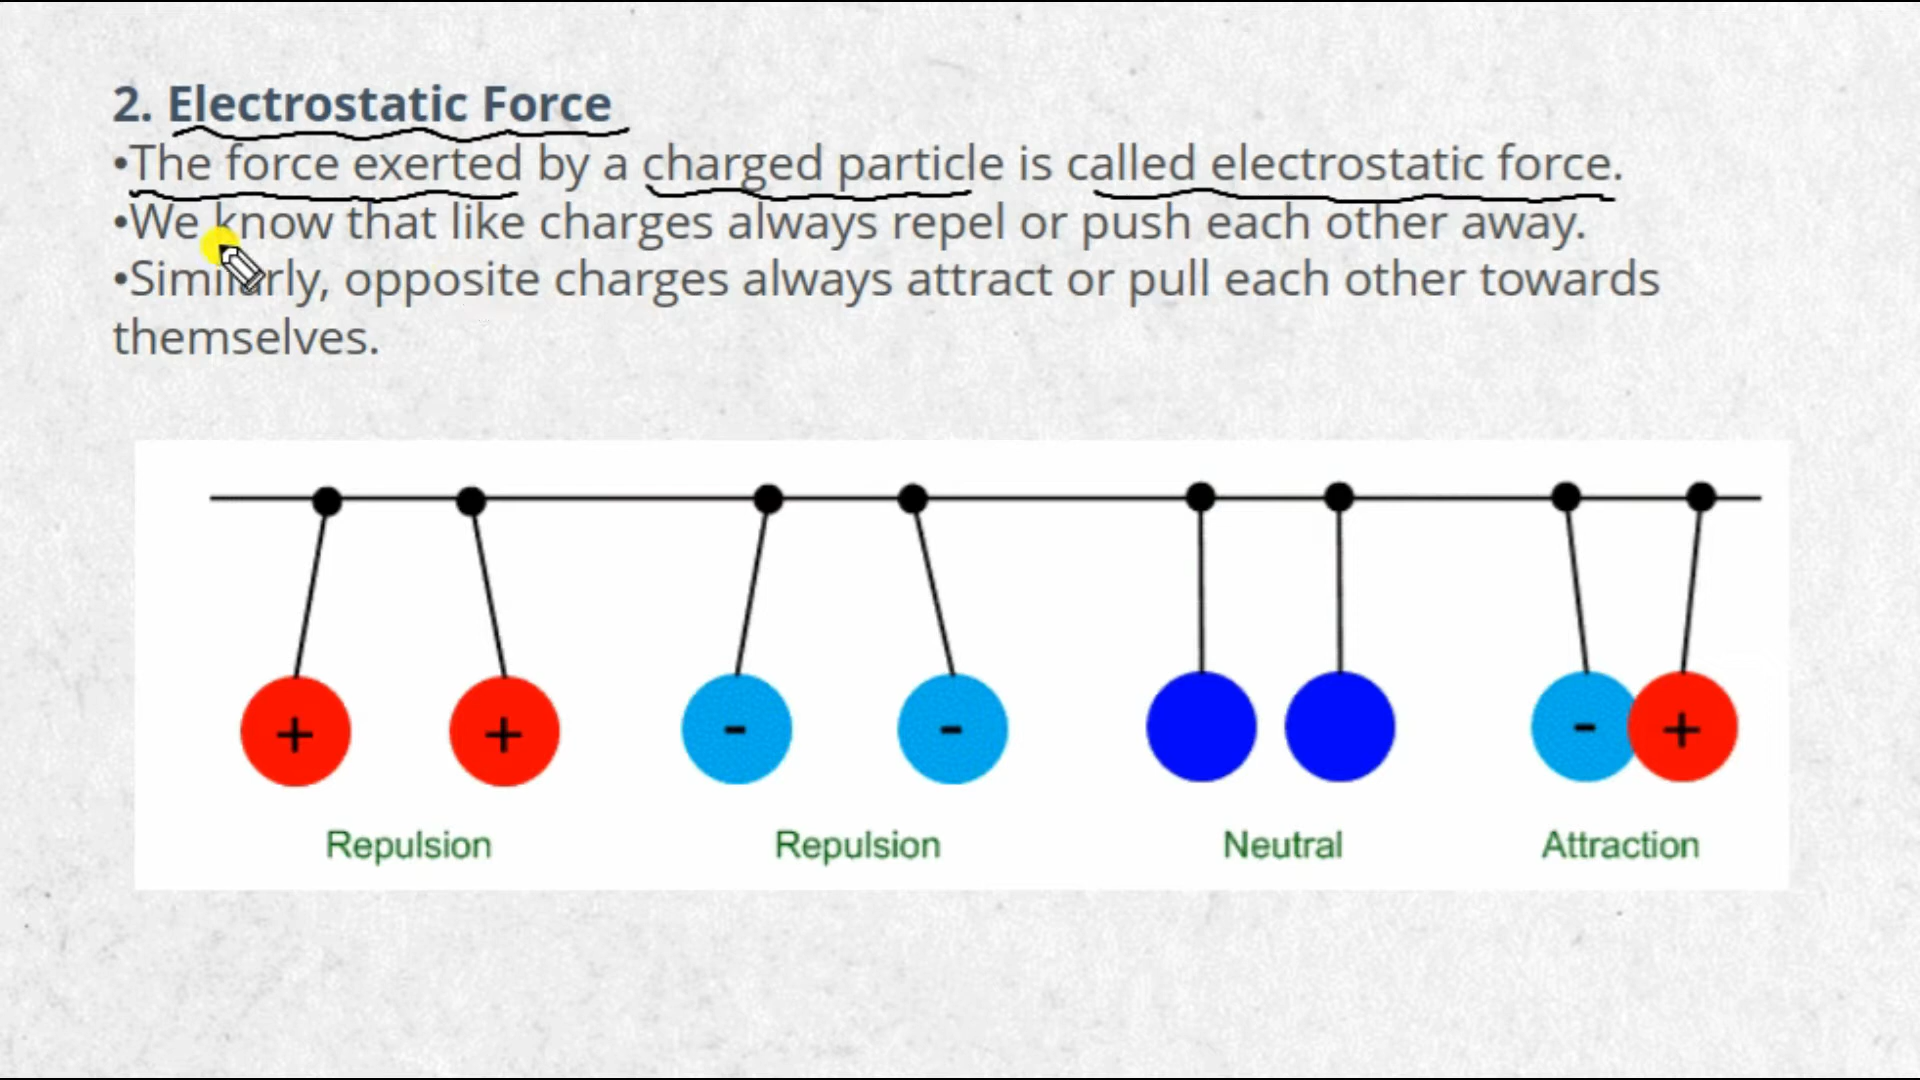 2. Electrostatic Force
•The force exerted by a charged particle is called electrostatic force.
•We know that like charges always repel or push each other away.
•Similarly, opposite charges always attract or pull each other towards
themselves.
+ + - - - +
Repulsion Repulsion Neutral Attraction